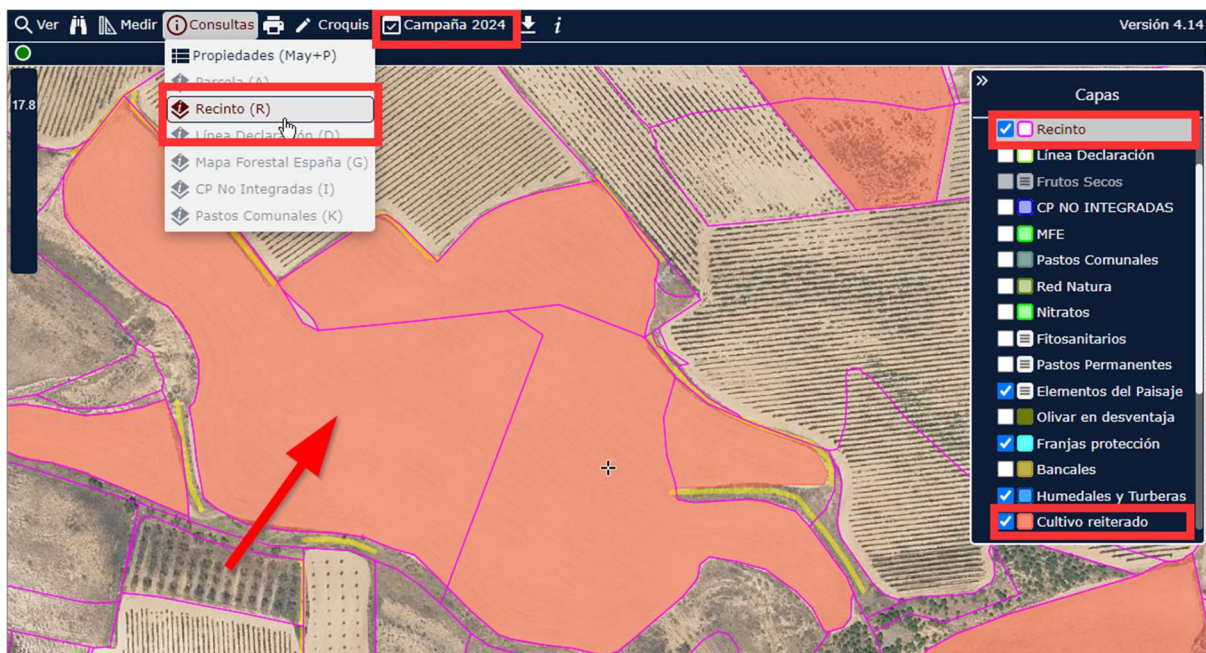 Ver Medir Consultas Croquis Campaña 2024 i Versión 4.14
Propiedades (May+P)
Parcela (A)
Recinto (R)
Línea Declaración (D)
Mapa Forestal España (G)
CP No Integradas (I)
Pastos Comunales (K)
17.8
» Capas
Recinto
Línea Declaración
Frutos Secos
CP NO INTEGRADAS
MFE
Pastos Comunales
Red Natura
Nitratos
Fitosanitarios
Pastos Permanentes
Elementos del Paisaje
Olivar en desventaja
Franjas protección
Bancales
Humedales y Turberas
Cultivo reiterado